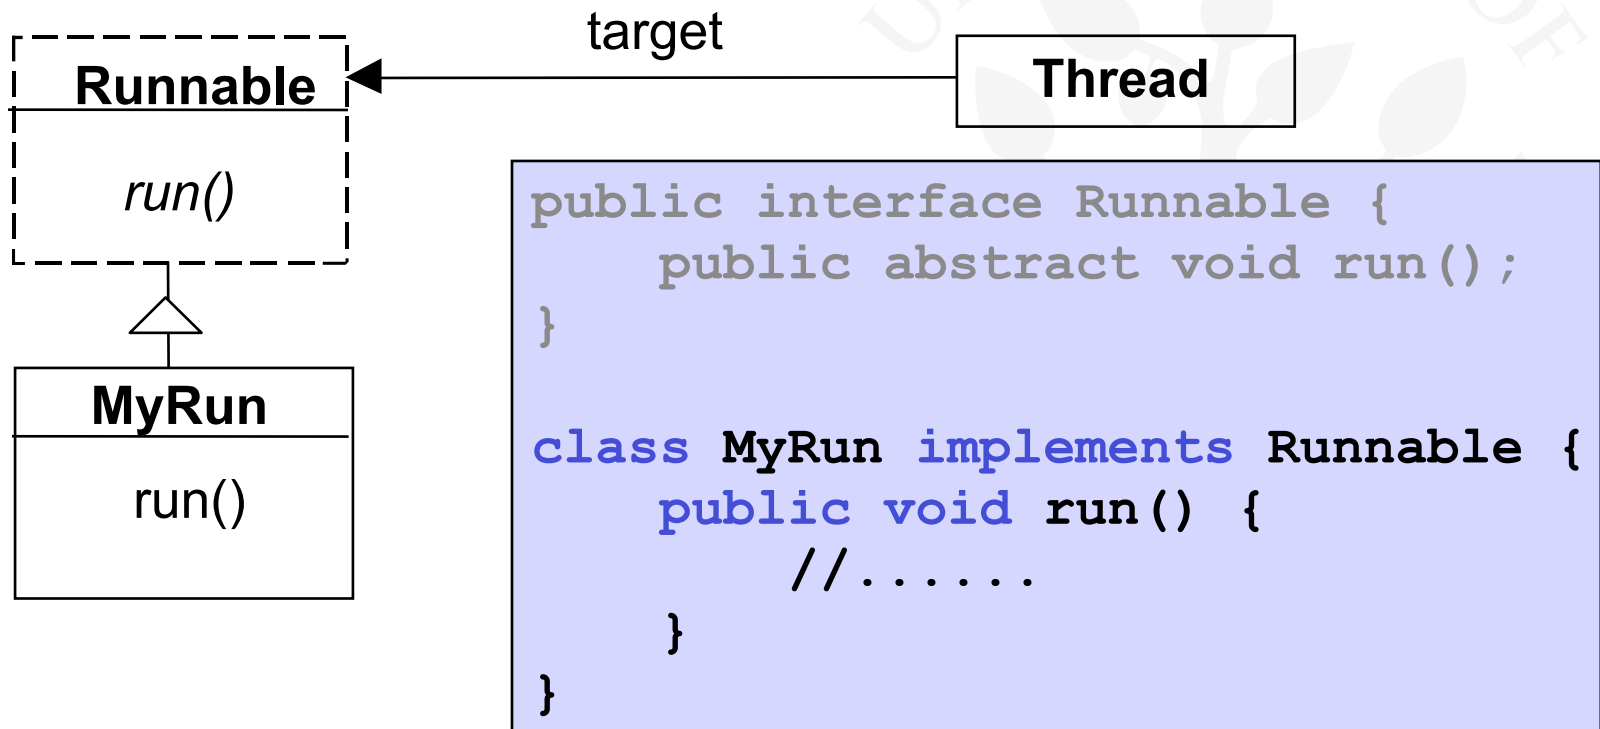 target
Runnable
Thread
run()
MyRun
run()
public interface Runnable {
    public abstract void run();
}
class MyRun implements Runnable {
    public void run() {
        //......
    }
}